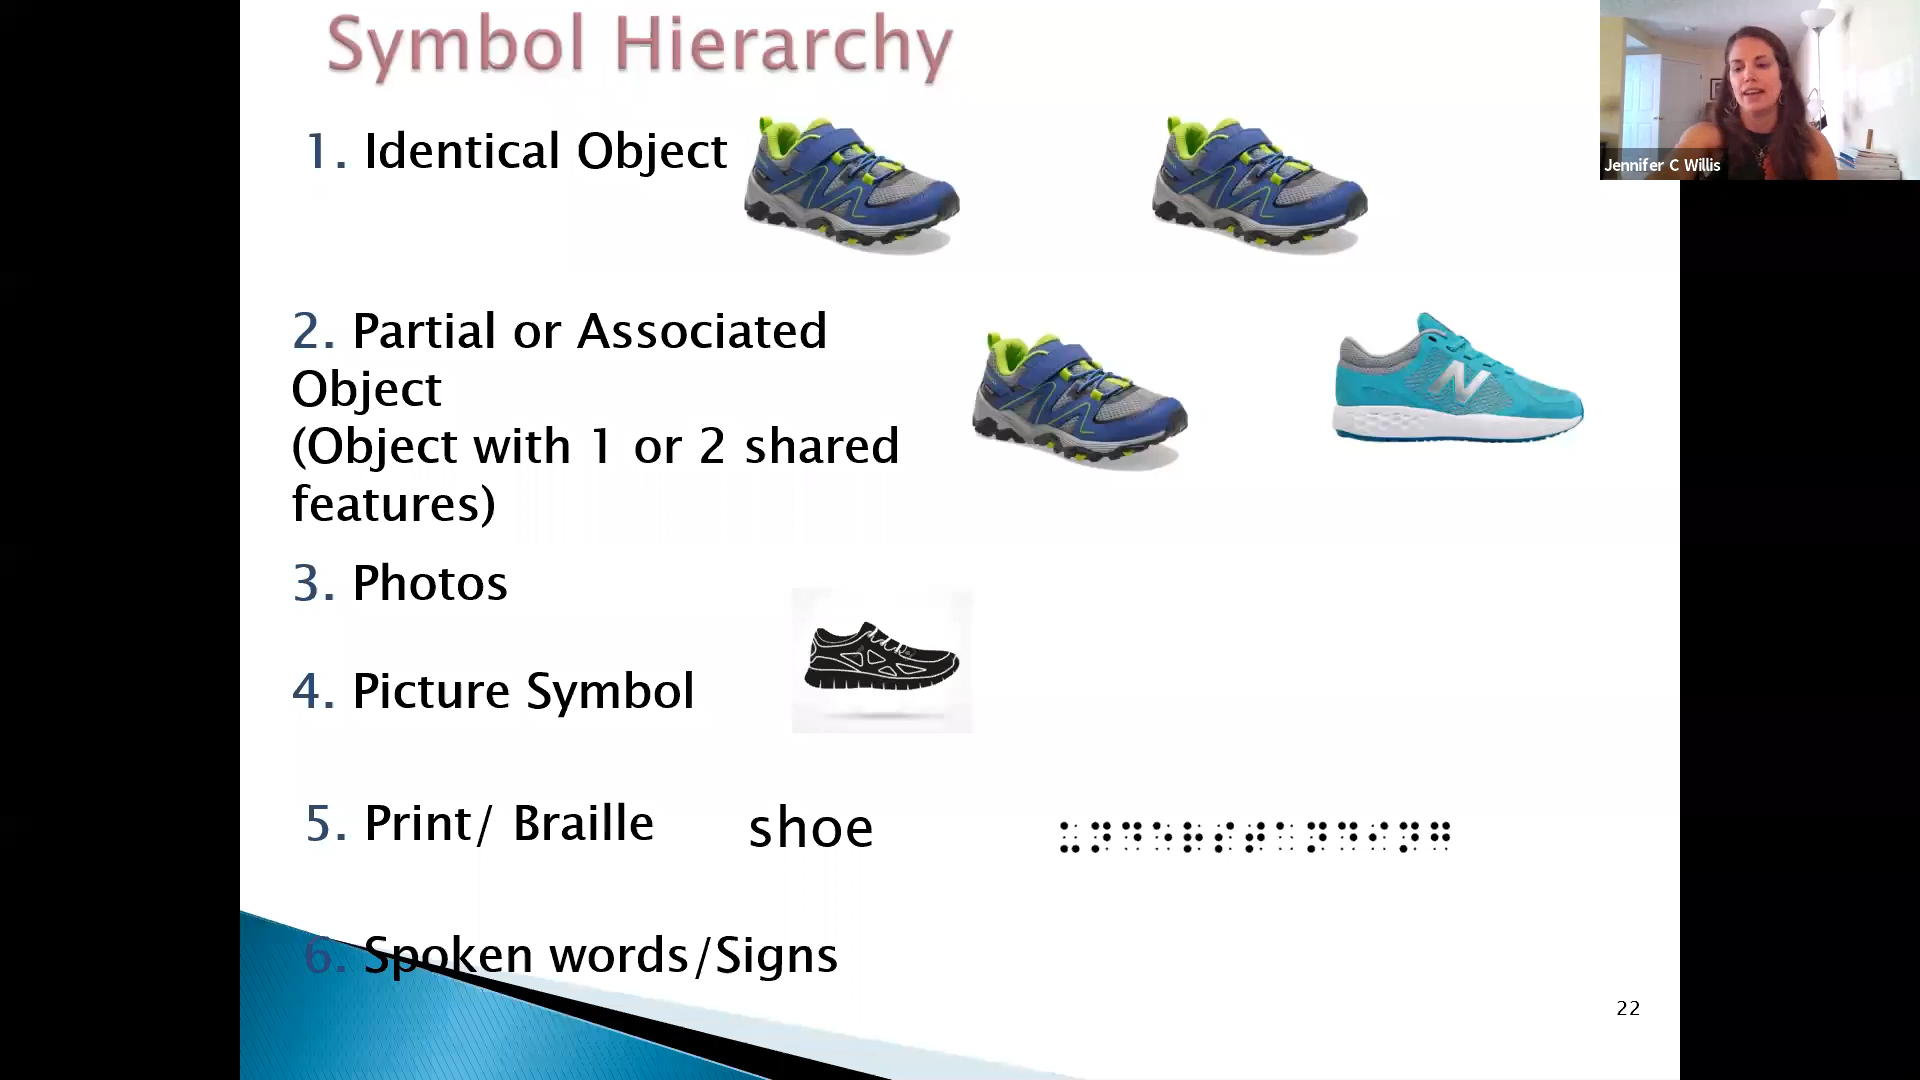 Symbol Hierarchy
Jennifer C Willis
1. Identical Object
2. Partial or Associated
Object
(Object with 1 or 2 shared
features)
N
3. Photos
4. Picture Symbol
5. Print/ Braille shoe ⠥⠝⠙⠑⠗⠎⠞⠁⠝⠙⠊⠝⠛
6. Spoken words/Signs
22